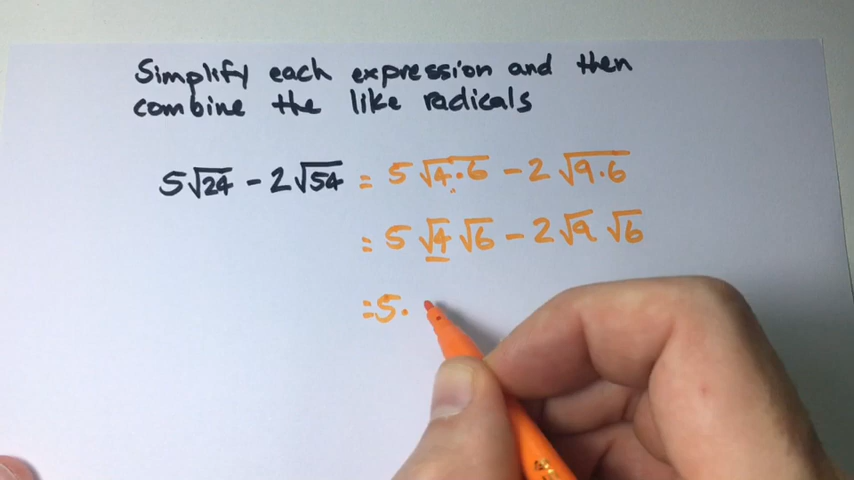 Simplify each expression and then
combine the like radicals
5√24 - 2√54 = 5√4·6 - 2√9·6
= 5√4 √6 - 2√9 √6
=5·